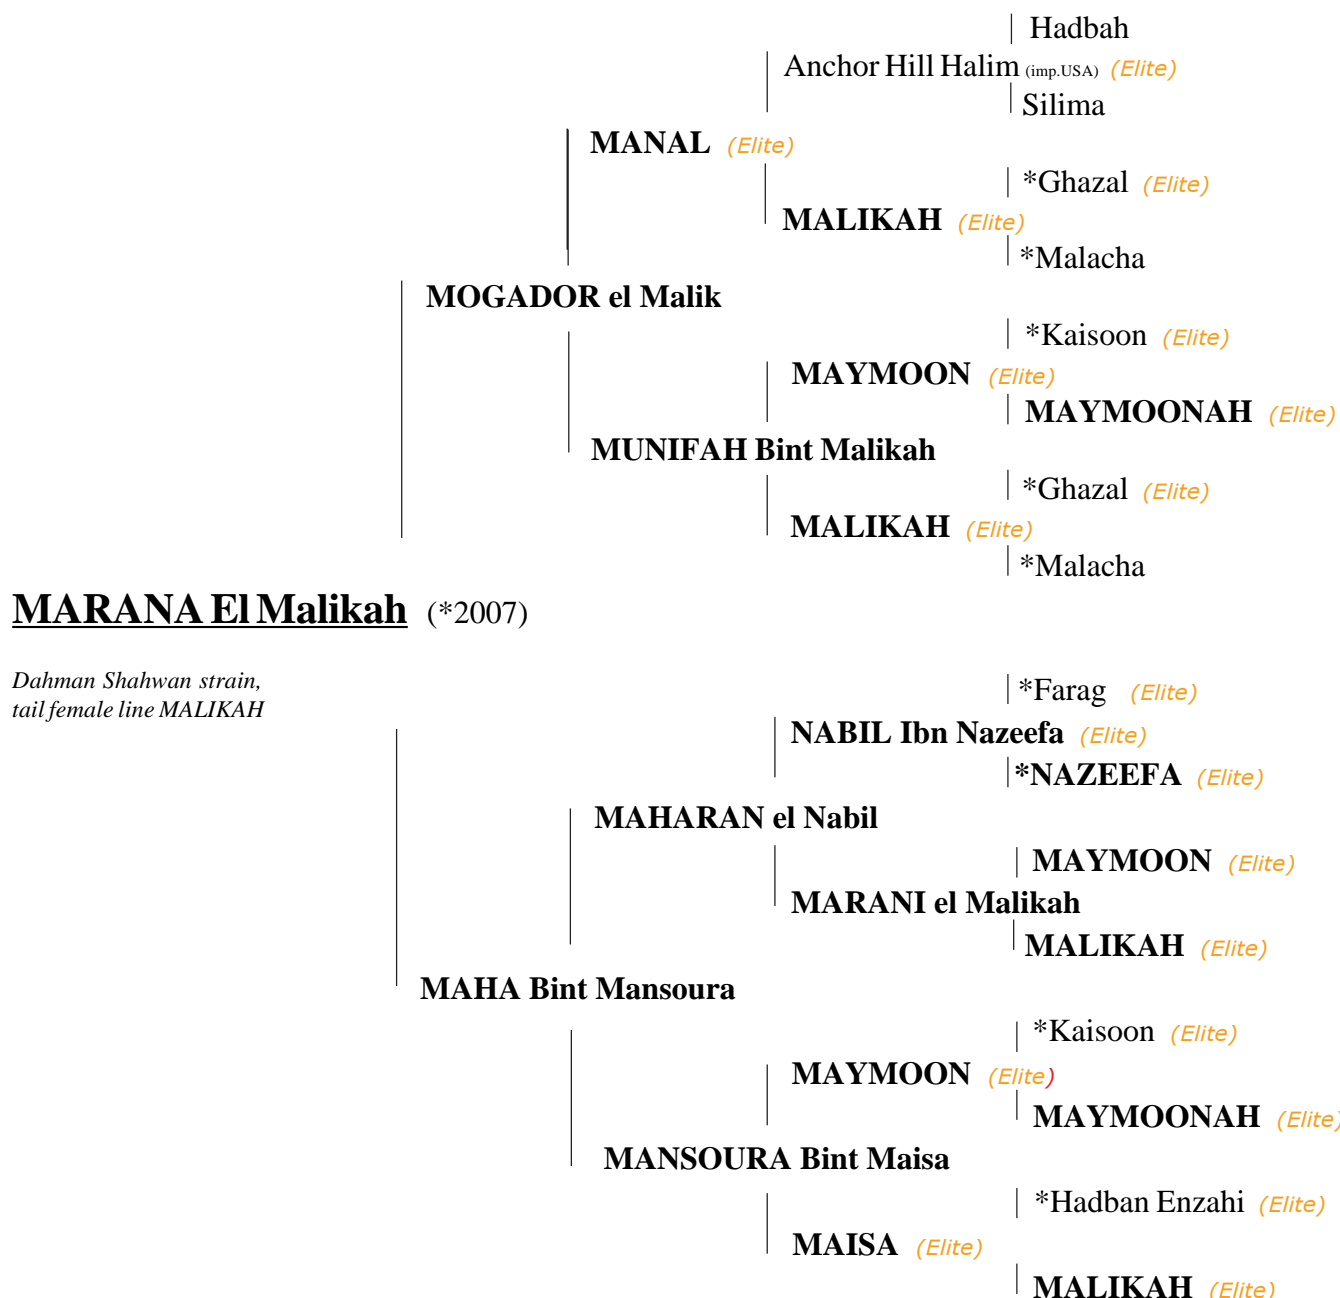 Hadbah
Anchor Hill Halim (imp.USA) (Elite)
Silima
MANAL (Elite)
*Ghazal (Elite)
MALIKAH (Elite)
*Malacha
MOGADOR el Malik
*Kaisoon (Elite)
MAYMOON (Elite)
MAYMOONAH (Elite)
MUNIFAH Bint Malikah
*Ghazal (Elite)
MALIKAH (Elite)
*Malacha
MARANA El Malikah (*2007)
Dahman Shahwan strain,
tail female line MALIKAH
*Farag (Elite)
NABIL Ibn Nazeefa (Elite)
*NAZEEFA (Elite)
MAHARAN el Nabil
MAYMOON (Elite)
MARANI el Malikah
MALIKAH (Elite)
MAHA Bint Mansoura
*Kaisoon (Elite)
MAYMOON (Elite)
MAYMOONAH (Elite)
MANSOURA Bint Maisa
*Hadban Enzahi (Elite)
MAISA (Elite)
MALIKAH (Elite)